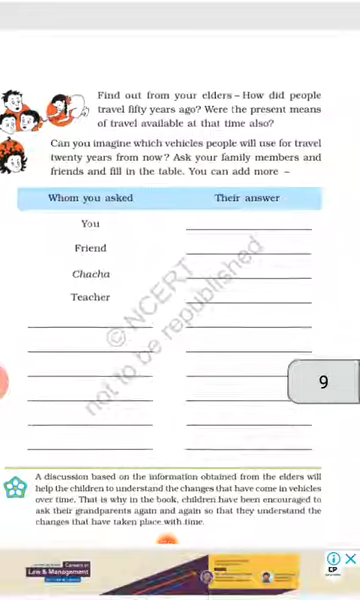 Find out from your elders – How did people
travel fifty years ago? Were the present means
of travel available at that time also?
Can you imagine which vehicles people will use for travel
twenty years from now? Ask your family members and
friends and fill in the table. You can add more –
Whom you asked Their answer
You
Friend
Chacha
Teacher
© NCERT
not to be republished
9
A discussion based on the information obtained from the elders will
help the children to understand the changes that have come in vehicles
over time. That is why in the book, children have been encouraged to
ask their grandparents again and again so that they understand the
changes that have taken place with time.
Careers in
Law & Management
CP